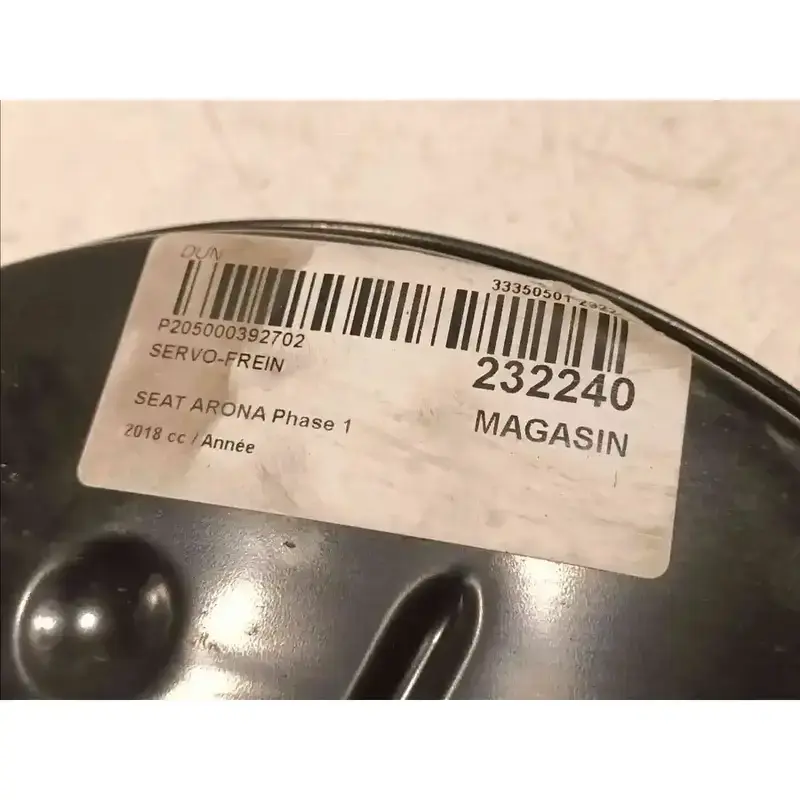 DUN
33350501
P205000392702
SERVO-FREIN
232240
SEAT ARONA Phase 1
MAGASIN
2018 cc / Année